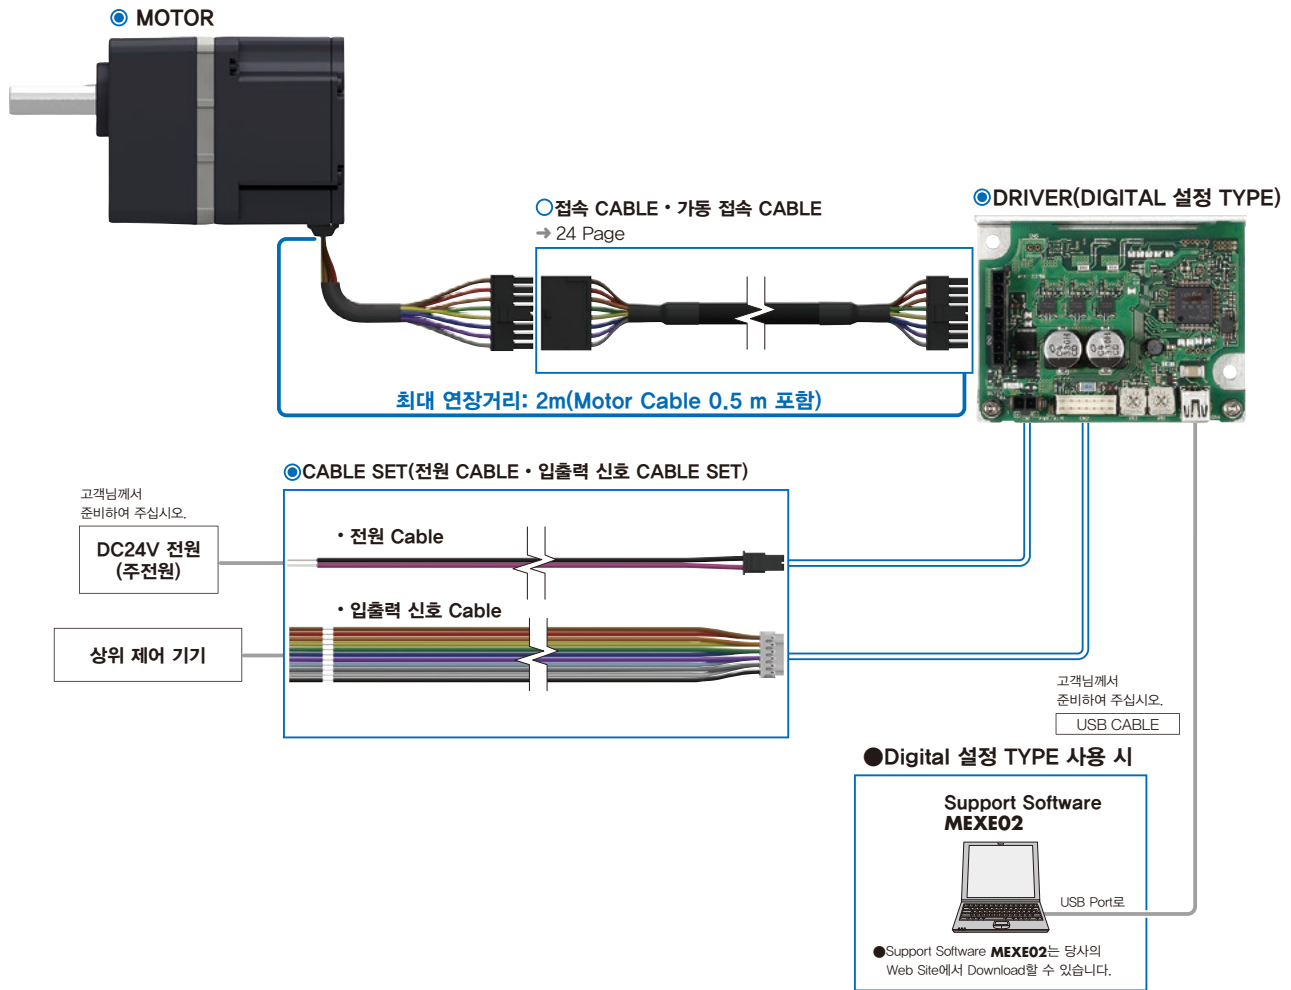 ◉ MOTOR
○접속 CABLE・가동 접속 CABLE
→ 24 Page
◉DRIVER(DIGITAL 설정 TYPE)
최대 연장거리: 2m(Motor Cable 0.5 m 포함)
◉CABLE SET(전원 CABLE・입출력 신호 CABLE SET)
고객님께서
준비하여 주십시오.
DC24V 전원
(주전원)
・전원 Cable
・입출력 신호 Cable
상위 제어 기기
고객님께서
준비하여 주십시오.
USB CABLE
●Digital 설정 TYPE 사용 시
Support Software
MEXE02
USB Port로
●Support Software MEXE02는 당사의
Web Site에서 Download할 수 있습니다.